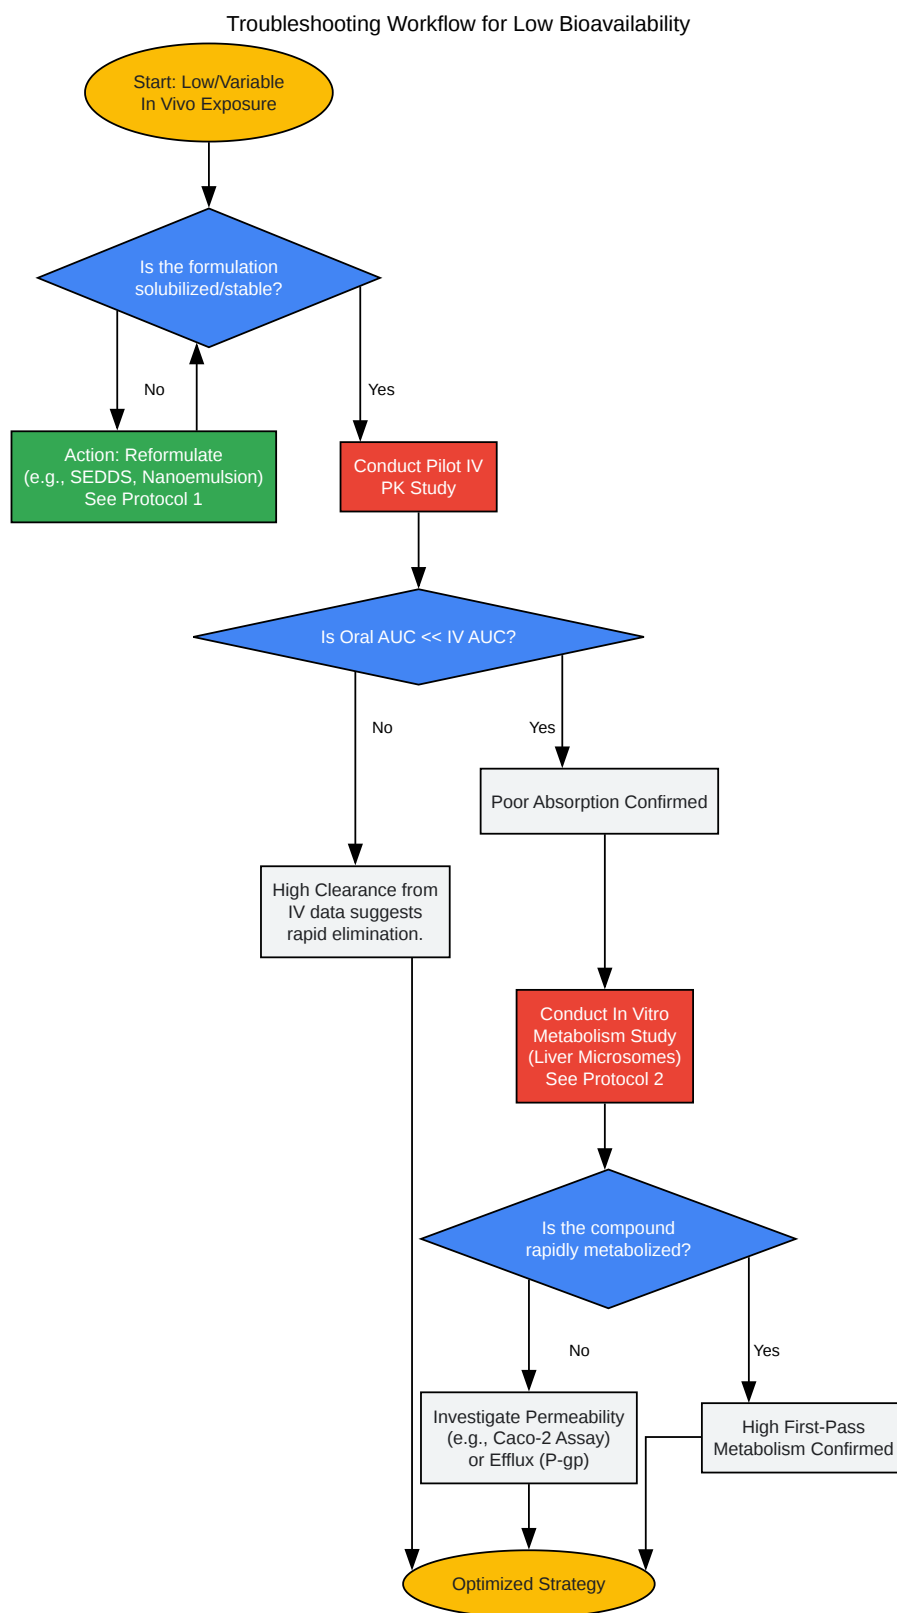 Troubleshooting Workflow for Low Bioavailability
Start: Low/Variable
In Vivo Exposure
Is the formulation
solubilized/stable?
No
Yes
Action: Reformulate
(e.g., SEDDS, Nanoemulsion)
See Protocol 1
Conduct Pilot IV
PK Study
Is Oral AUC << IV AUC?
No
Yes
Poor Absorption Confirmed
High Clearance from
IV data suggests
rapid elimination.
Conduct In Vitro
Metabolism Study
(Liver Microsomes)
See Protocol 2
Is the compound
rapidly metabolized?
No
Yes
Investigate Permeability
(e.g., Caco-2 Assay)
or Efflux (P-gp)
High First-Pass
Metabolism Confirmed
Optimized Strategy